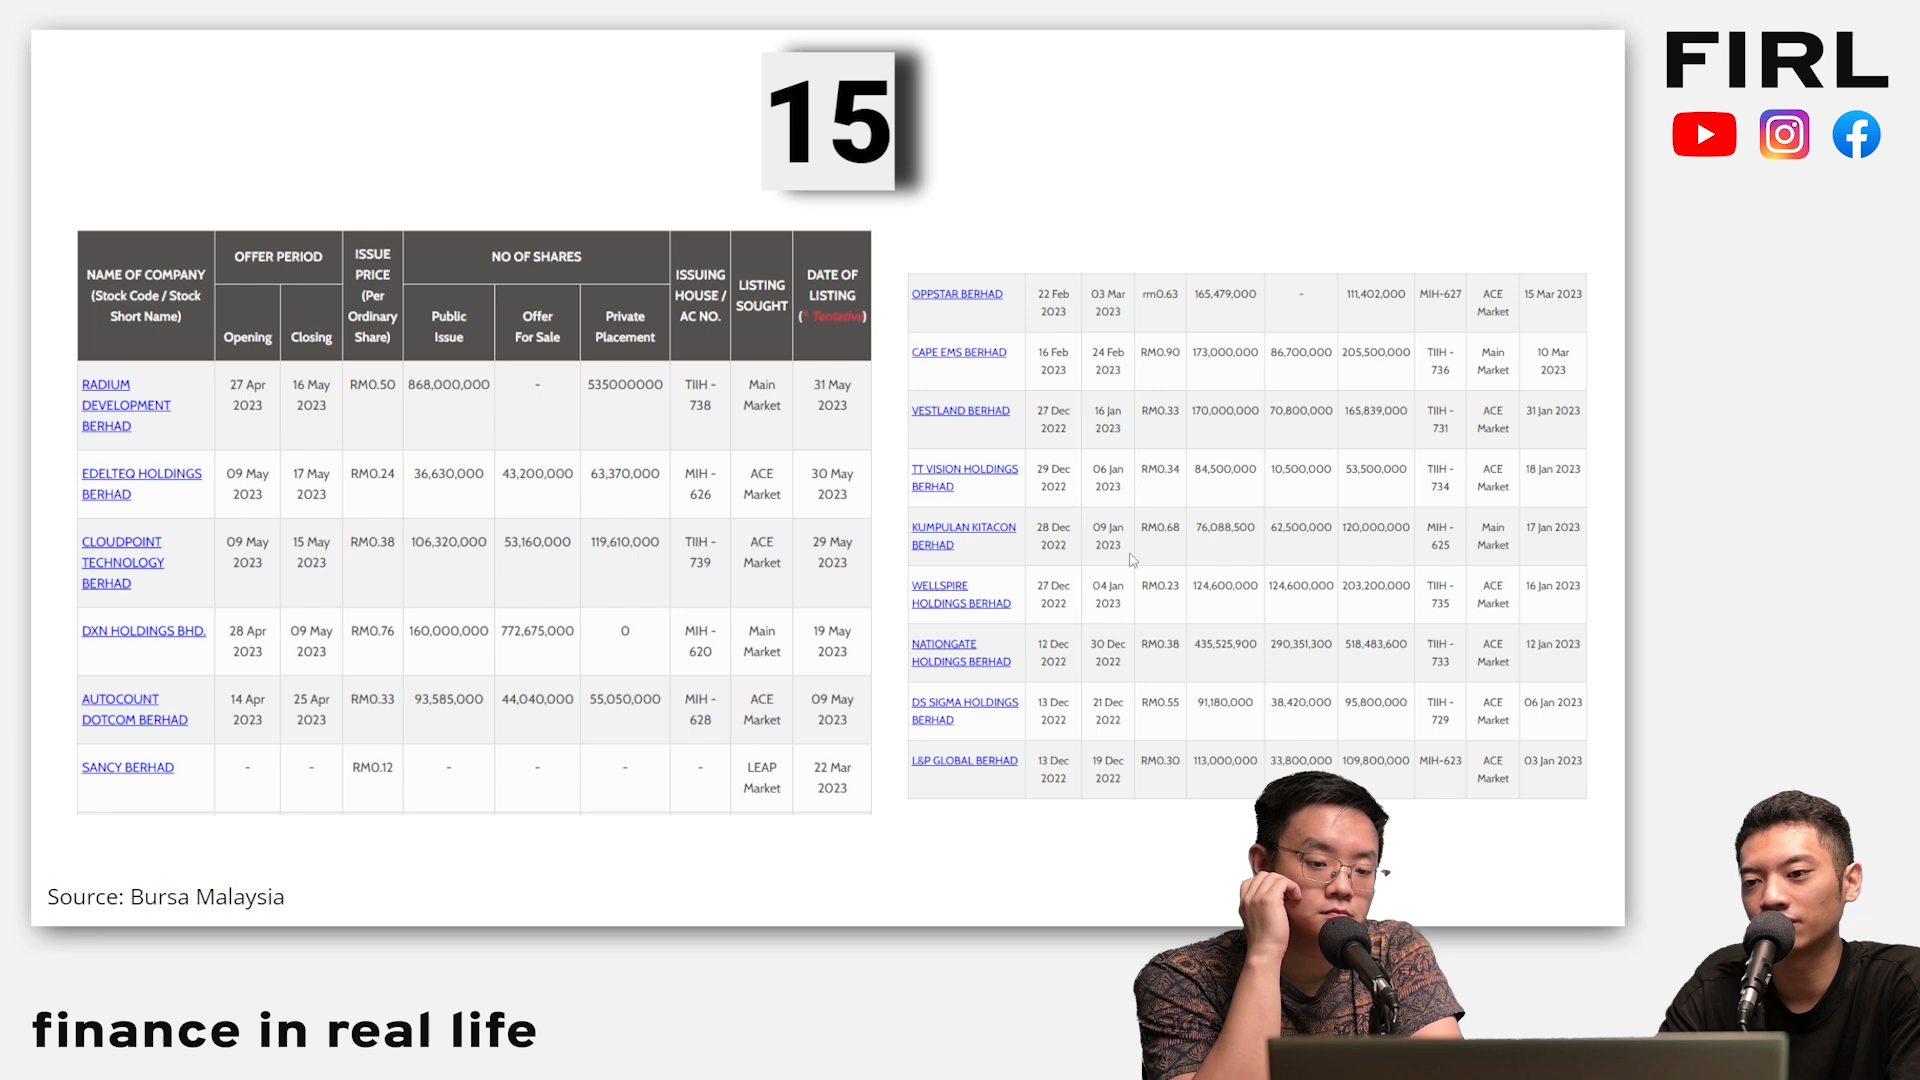 FIRL
15
NAME OF COMPANY (Stock Code / Stock Short Name) OFFER PERIOD ISSUE PRICE (Per Ordinary Share) NO OF SHARES ISSUING HOUSE / AC NO. LISTING SOUGHT DATE OF LISTING (* Tentative)
Opening Closing Public Issue Offer For Sale Private Placement
RADIUM DEVELOPMENT BERHAD 27 Apr 2023 16 May 2023 RM0.50 868,000,000 - 535000000 TIIH - 738 Main Market 31 May 2023
EDELTEQ HOLDINGS BERHAD 09 May 2023 17 May 2023 RM0.24 36,630,000 43,200,000 63,370,000 MIH - 626 ACE Market 30 May 2023
CLOUDPOINT TECHNOLOGY BERHAD 09 May 2023 15 May 2023 RM0.38 106,320,000 53,160,000 119,610,000 TIIH - 739 ACE Market 29 May 2023
DXN HOLDINGS BHD. 28 Apr 2023 09 May 2023 RM0.76 160,000,000 772,675,000 0 MIH - 620 Main Market 19 May 2023
AUTOCOUNT DOTCOM BERHAD 14 Apr 2023 25 Apr 2023 RM0.33 93,585,000 44,040,000 55,050,000 MIH - 628 ACE Market 09 May 2023
SANCY BERHAD - - RM0.12 - - - - LEAP Market 22 Mar 2023
OPPSTAR BERHAD 22 Feb 2023 03 Mar 2023 rm0.63 165,479,000 - 111,402,000 MIH-627 ACE Market 15 Mar 2023
CAPE EMS BERHAD 16 Feb 2023 24 Feb 2023 RM0.90 173,000,000 86,700,000 205,500,000 TIIH - 736 Main Market 10 Mar 2023
VESTLAND BERHAD 27 Dec 2022 16 Jan 2023 RM0.33 170,000,000 70,800,000 165,839,000 TIIH - 731 ACE Market 31 Jan 2023
TT VISION HOLDINGS BERHAD 29 Dec 2022 06 Jan 2023 RM0.34 84,500,000 10,500,000 53,500,000 TIIH - 734 ACE Market 18 Jan 2023
KUMPULAN KITACON BERHAD 28 Dec 2022 09 Jan 2023 RM0.68 76,088,500 62,500,000 120,000,000 MIH - 625 Main Market 17 Jan 2023
WELLSPIRE HOLDINGS BERHAD 27 Dec 2022 04 Jan 2023 RM0.23 124,600,000 124,600,000 203,200,000 TIIH - 735 ACE Market 16 Jan 2023
NATIONGATE HOLDINGS BERHAD 12 Dec 2022 30 Dec 2022 RM0.38 435,525,900 290,351,300 518,483,600 TIIH - 733 ACE Market 12 Jan 2023
DS SIGMA HOLDINGS BERHAD 13 Dec 2022 21 Dec 2022 RM0.55 91,180,000 38,420,000 95,800,000 TIIH - 729 ACE Market 06 Jan 2023
L&P GLOBAL BERHAD 13 Dec 2022 19 Dec 2022 RM0.30 113,000,000 33,800,000 109,800,000 MIH-623 ACE Market 03 Jan 2023
Source: Bursa Malaysia
finance in real life